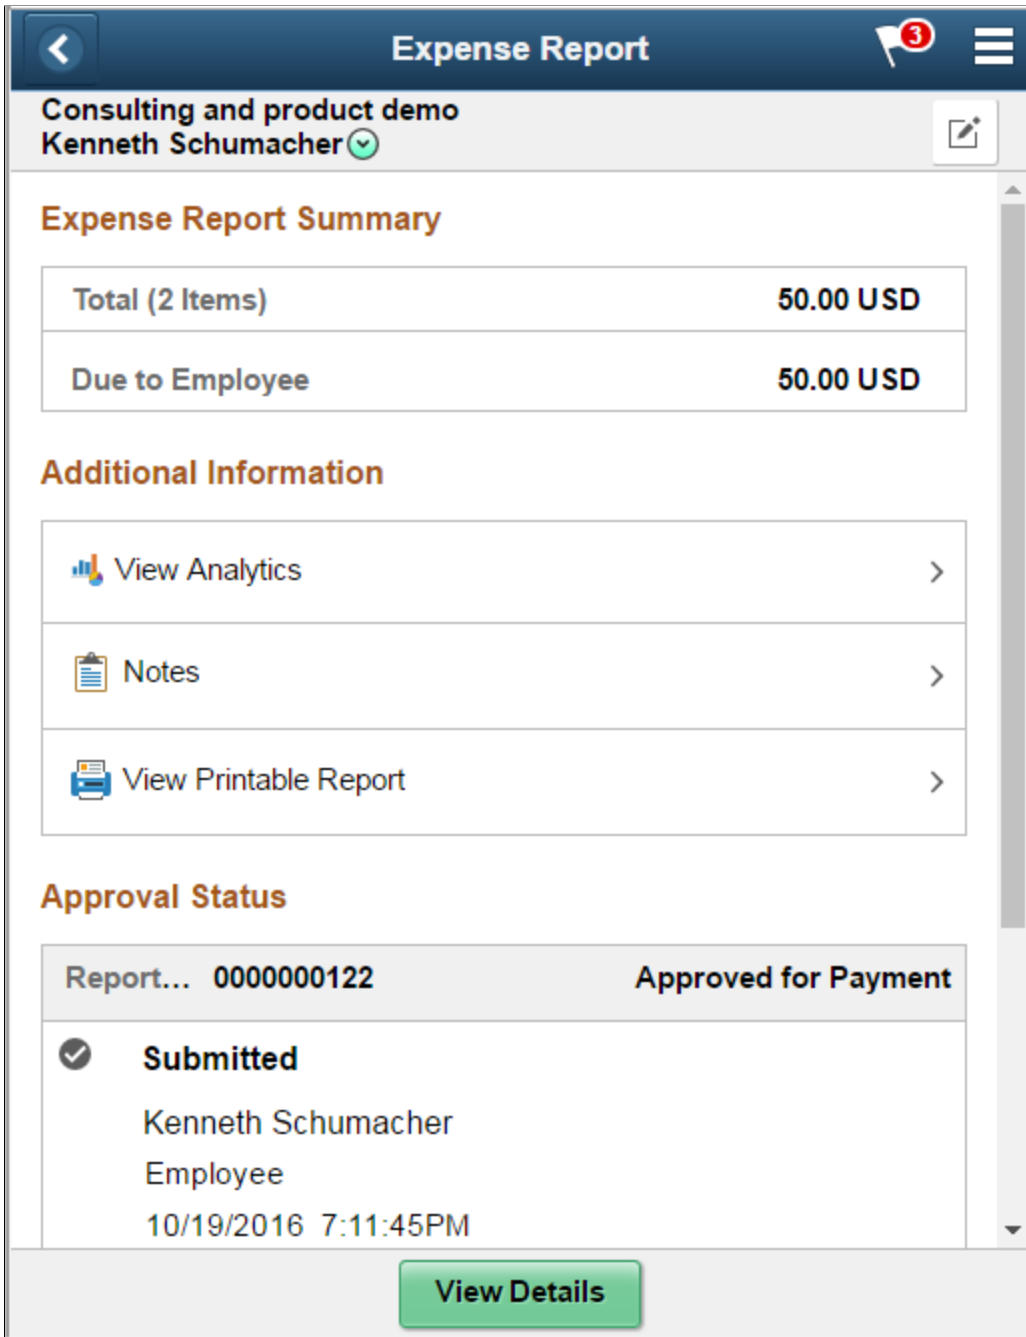 Expense Report
3
Consulting and product demo
Kenneth Schumacher
Expense Report Summary
Total (2 Items) 50.00 USD
Due to Employee 50.00 USD
Additional Information
View Analytics
Notes
View Printable Report
Approval Status
Report... 0000000122 Approved for Payment
Submitted
Kenneth Schumacher
Employee
10/19/2016 7:11:45PM
View Details